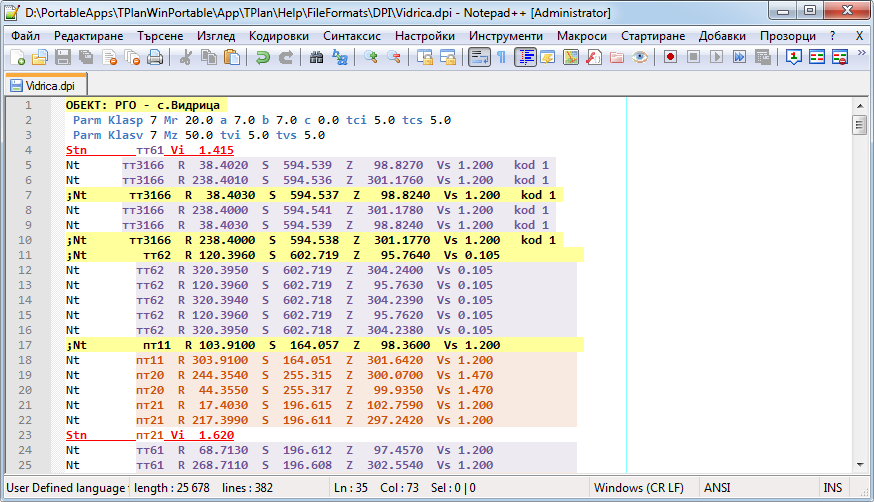 D:\PortableApps\TPlanWinPortable\App\TPlan\Help\FileFormats\DPI\Vidrica.dpi - Notepad++ [Administrator]
Файл Редактиране Търсене Изглед Кодировки Синтаксис Настройки Инструменти Макроси Стартиране Добавки Прозорци ? X
Vidrica.dpi
1 ОБЕКТ: РГО - с.Видрица
2 Parm Klasp 7 Mr 20.0 a 7.0 b 7.0 c 0.0 tci 5.0 tcs 5.0
3 Parm Klasv 7 Mz 50.0 tvi 5.0 tvs 5.0
4 Stn тт61 Vi 1.415
5 Nt тт3166 R 38.4020 S 594.539 Z 98.8270 Vs 1.200 kod 1
6 Nt тт3166 R 238.4010 S 594.536 Z 301.1760 Vs 1.200 kod 1
7 ;Nt тт3166 R 38.4030 S 594.537 Z 98.8240 Vs 1.200 kod 1
8 Nt тт3166 R 238.4000 S 594.541 Z 301.1780 Vs 1.200 kod 1
9 Nt тт3166 R 38.4030 S 594.539 Z 98.8240 Vs 1.200 kod 1
10 ;Nt тт3166 R 238.4000 S 594.538 Z 301.1770 Vs 1.200 kod 1
11 ;Nt тт62 R 120.3960 S 602.719 Z 95.7640 Vs 0.105
12 Nt тт62 R 320.3950 S 602.719 Z 304.2400 Vs 0.105
13 Nt тт62 R 120.3960 S 602.719 Z 95.7630 Vs 0.105
14 Nt тт62 R 320.3940 S 602.718 Z 304.2390 Vs 0.105
15 Nt тт62 R 120.3960 S 602.719 Z 95.7620 Vs 0.105
16 Nt тт62 R 320.3950 S 602.718 Z 304.2380 Vs 0.105
17 ;Nt пт11 R 103.9100 S 164.057 Z 98.3600 Vs 1.200
18 Nt пт11 R 303.9100 S 164.051 Z 301.6420 Vs 1.200
19 Nt пт20 R 244.3540 S 255.315 Z 300.0700 Vs 1.470
20 Nt пт20 R 44.3550 S 255.317 Z 99.9350 Vs 1.470
21 Nt пт21 R 17.4030 S 196.615 Z 102.7590 Vs 1.200
22 Nt пт21 R 217.3990 S 196.611 Z 297.2420 Vs 1.200
23 Stn пт21 Vi 1.620
24 Nt тт61 R 68.7130 S 196.612 Z 97.4570 Vs 1.200
25 Nt тт61 R 268.7110 S 196.608 Z 302.5540 Vs 1.200
User Defined language length : 25 678 lines : 382 Ln : 35 Col : 73 Sel : 0 | 0 Windows (CR LF) ANSI INS